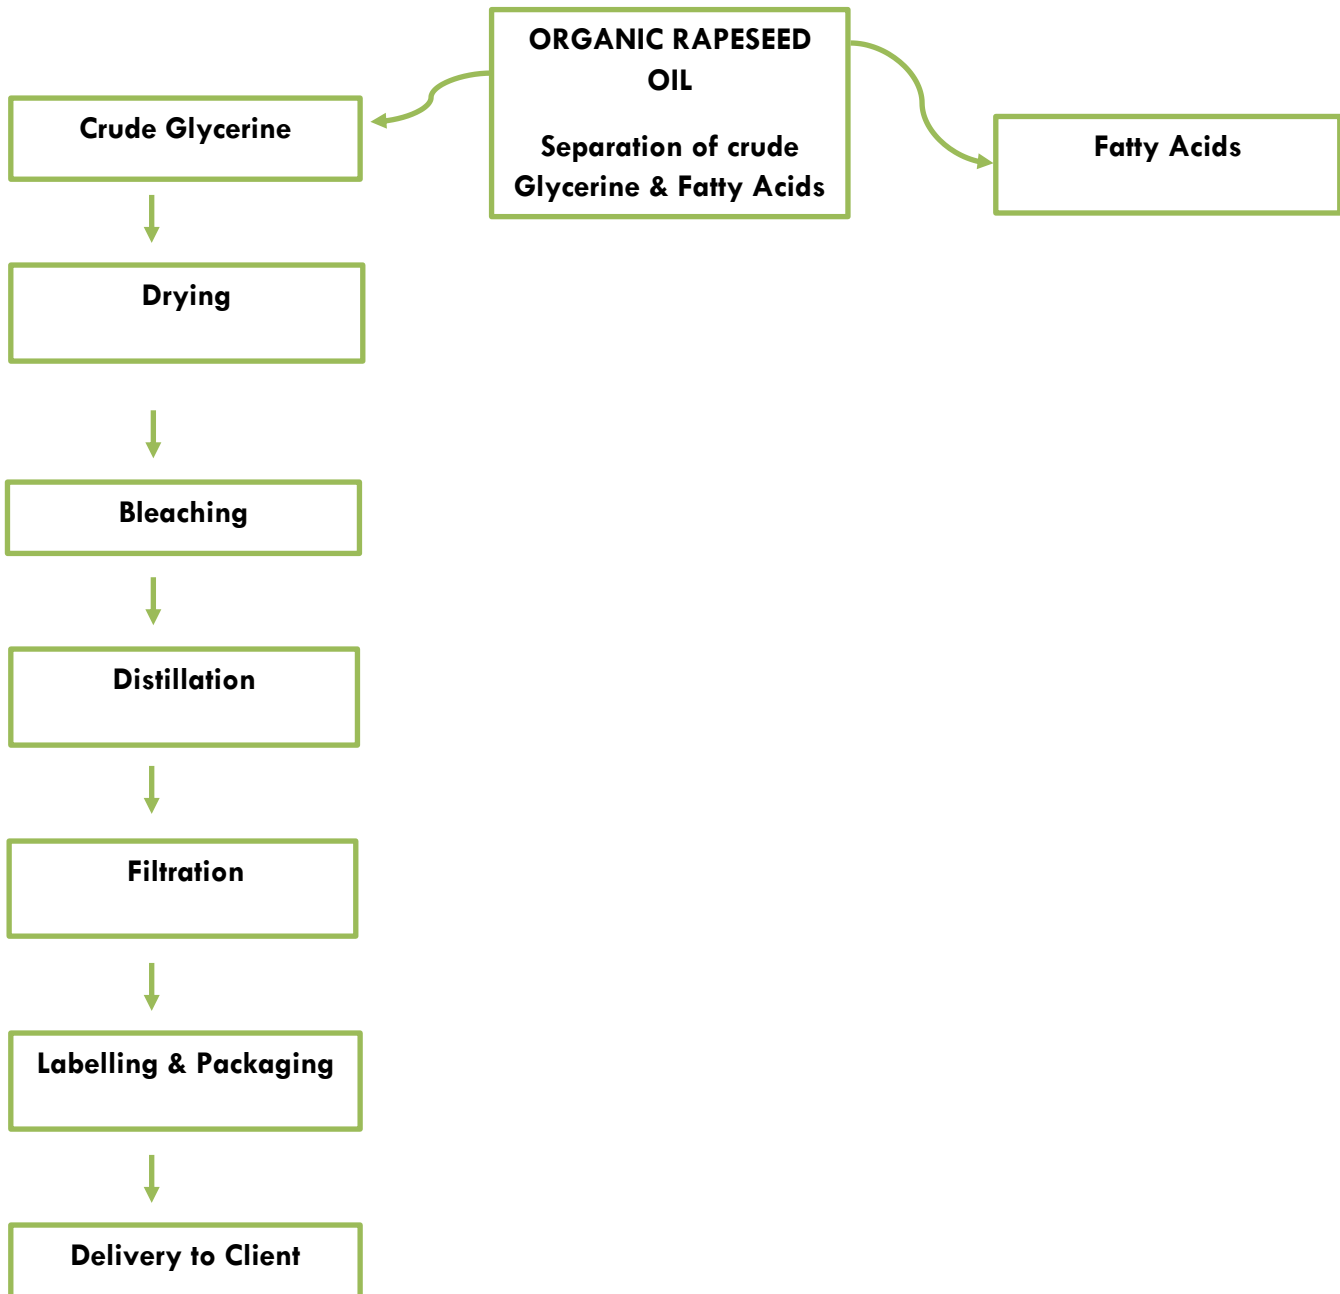 ORGANIC RAPESEED
OIL
Separation of crude
Glycerine & Fatty Acids
Crude Glycerine
Fatty Acids
Drying
Bleaching
Distillation
Filtration
Labelling & Packaging
Delivery to Client